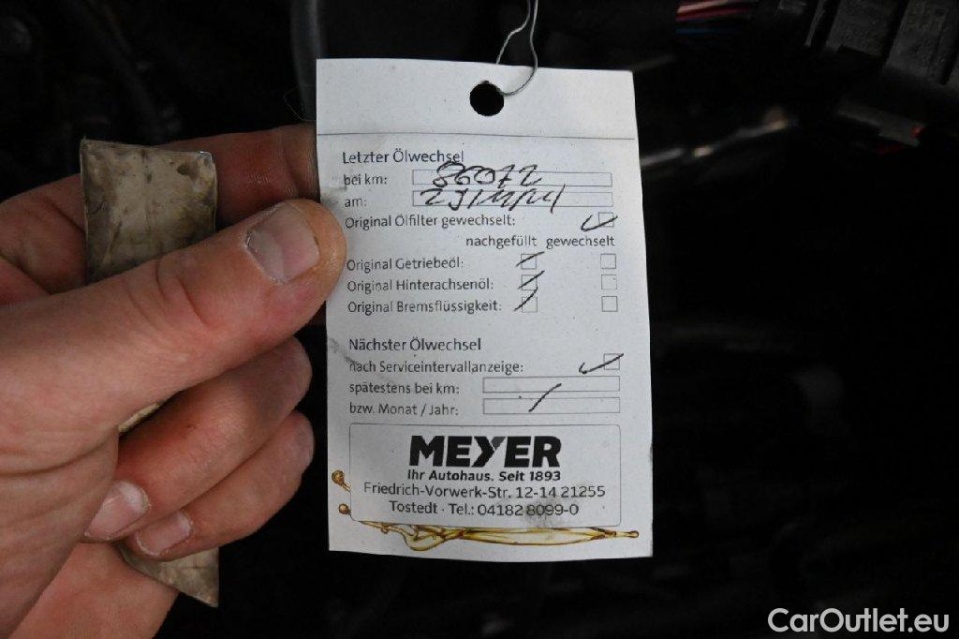 Letzter Ölwechsel
bei km: 86072
am:
Original Ölfilter gewechselt:
nachgefüllt gewechselt
Original Getriebeöl:
Original Hinterachsenöl:
Original Bremsflüssigkeit:
Nächster Ölwechsel
nach Serviceintervallanzeige:
spätestens bei km:
bzw. Monat / Jahr:
MEYER
Ihr Autohaus. Seit 1893
Friedrich-Vorwerk-Str. 12-14 21255
Tostedt · Tel.: 04182 8099-0
CarOutlet.eu